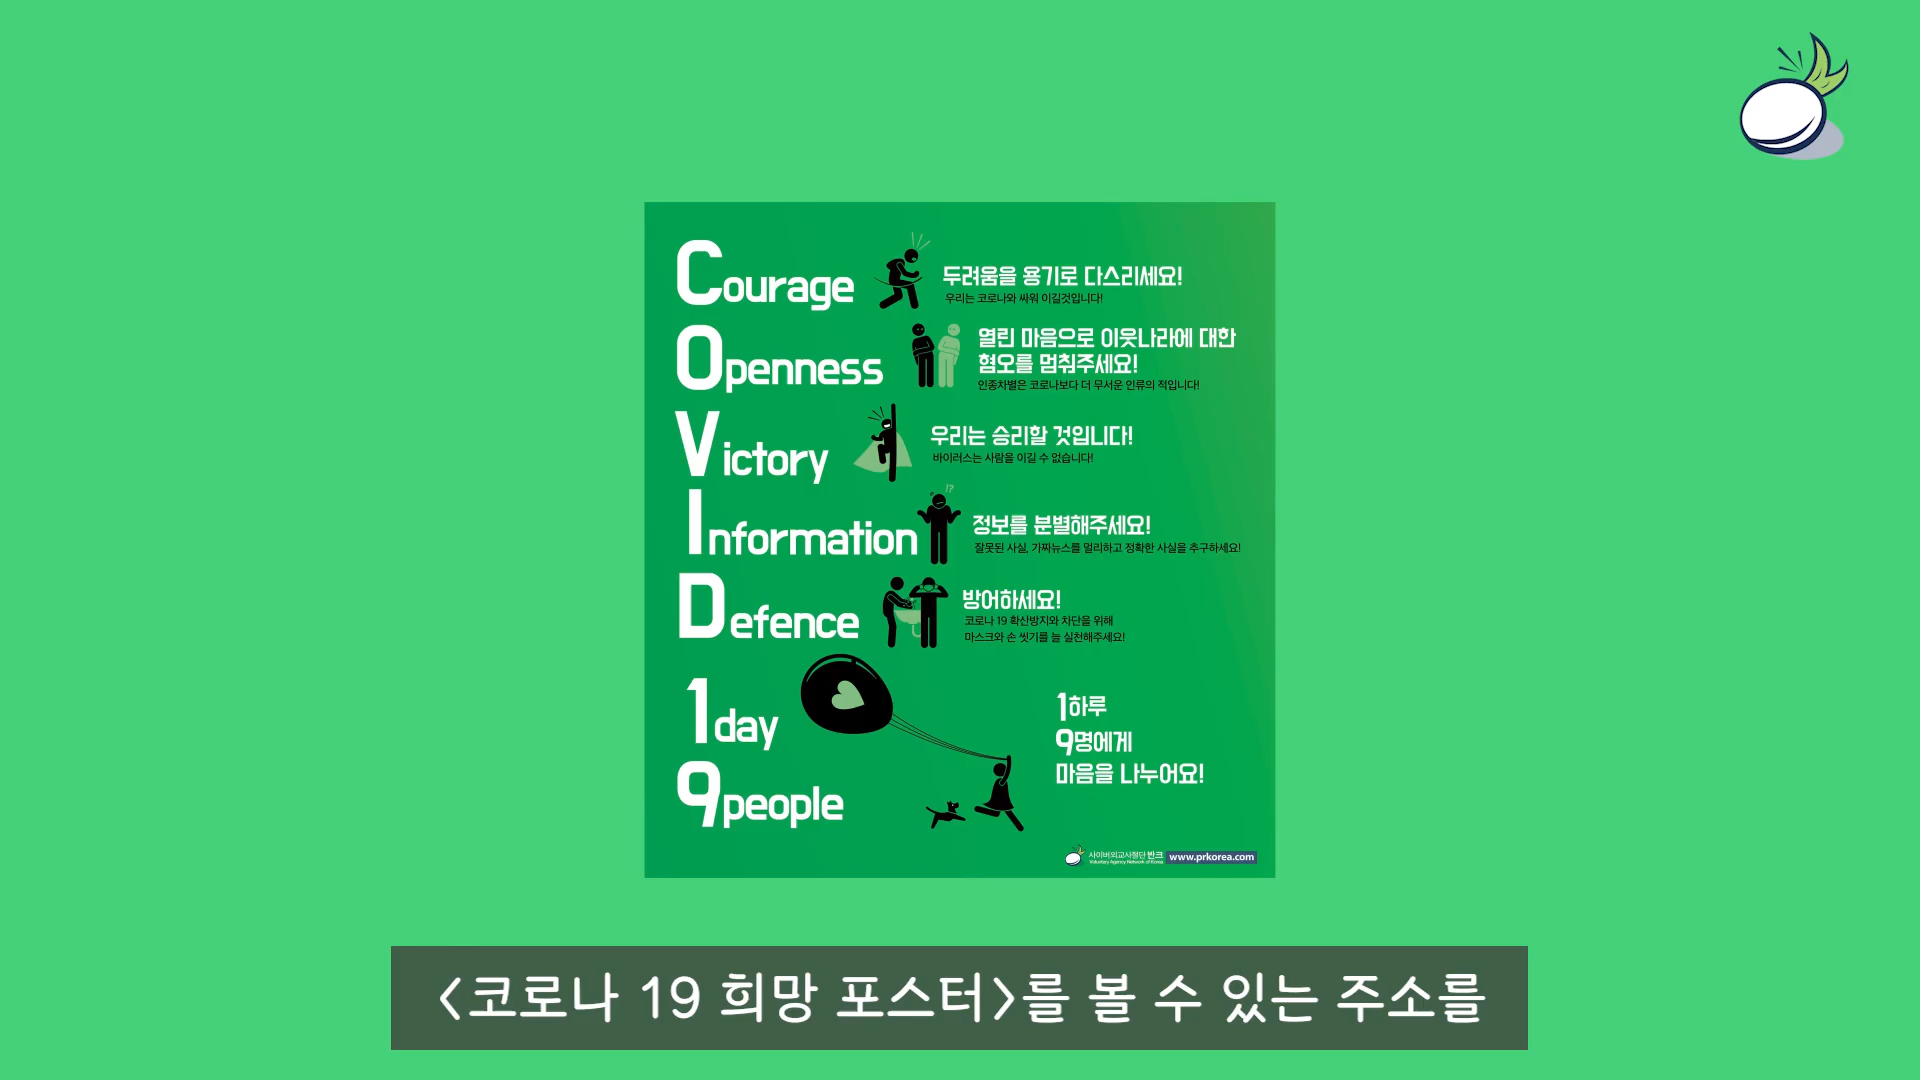 Courage
두려움을 용기로 다스리세요!
우리는 코로나와 싸워 이길것입니다!
Openness
열린 마음으로 이웃나라에 대한
혐오를 멈춰주세요!
인종차별은 코로나보다 더 무서운 인류의 적입니다!
Victory
우리는 승리할 것입니다!
바이러스는 사람을 이길 수 없습니다!
!?
Information
정보를 분별해주세요!
잘못된 사실, 가짜뉴스를 멀리하고 정확한 사실을 추구하세요!
Defence
방어하세요!
코로나 19 확산방지와 차단을 위해
마스크와 손 씻기를 늘 실천해주세요!
1day
9people
1하루
9명에게
마음을 나누어요!
사이버외교사절단 반크
Voluntary Agency Network of Korea
www.prkorea.com
<코로나 19 희망 포스터>를 볼 수 있는 주소를